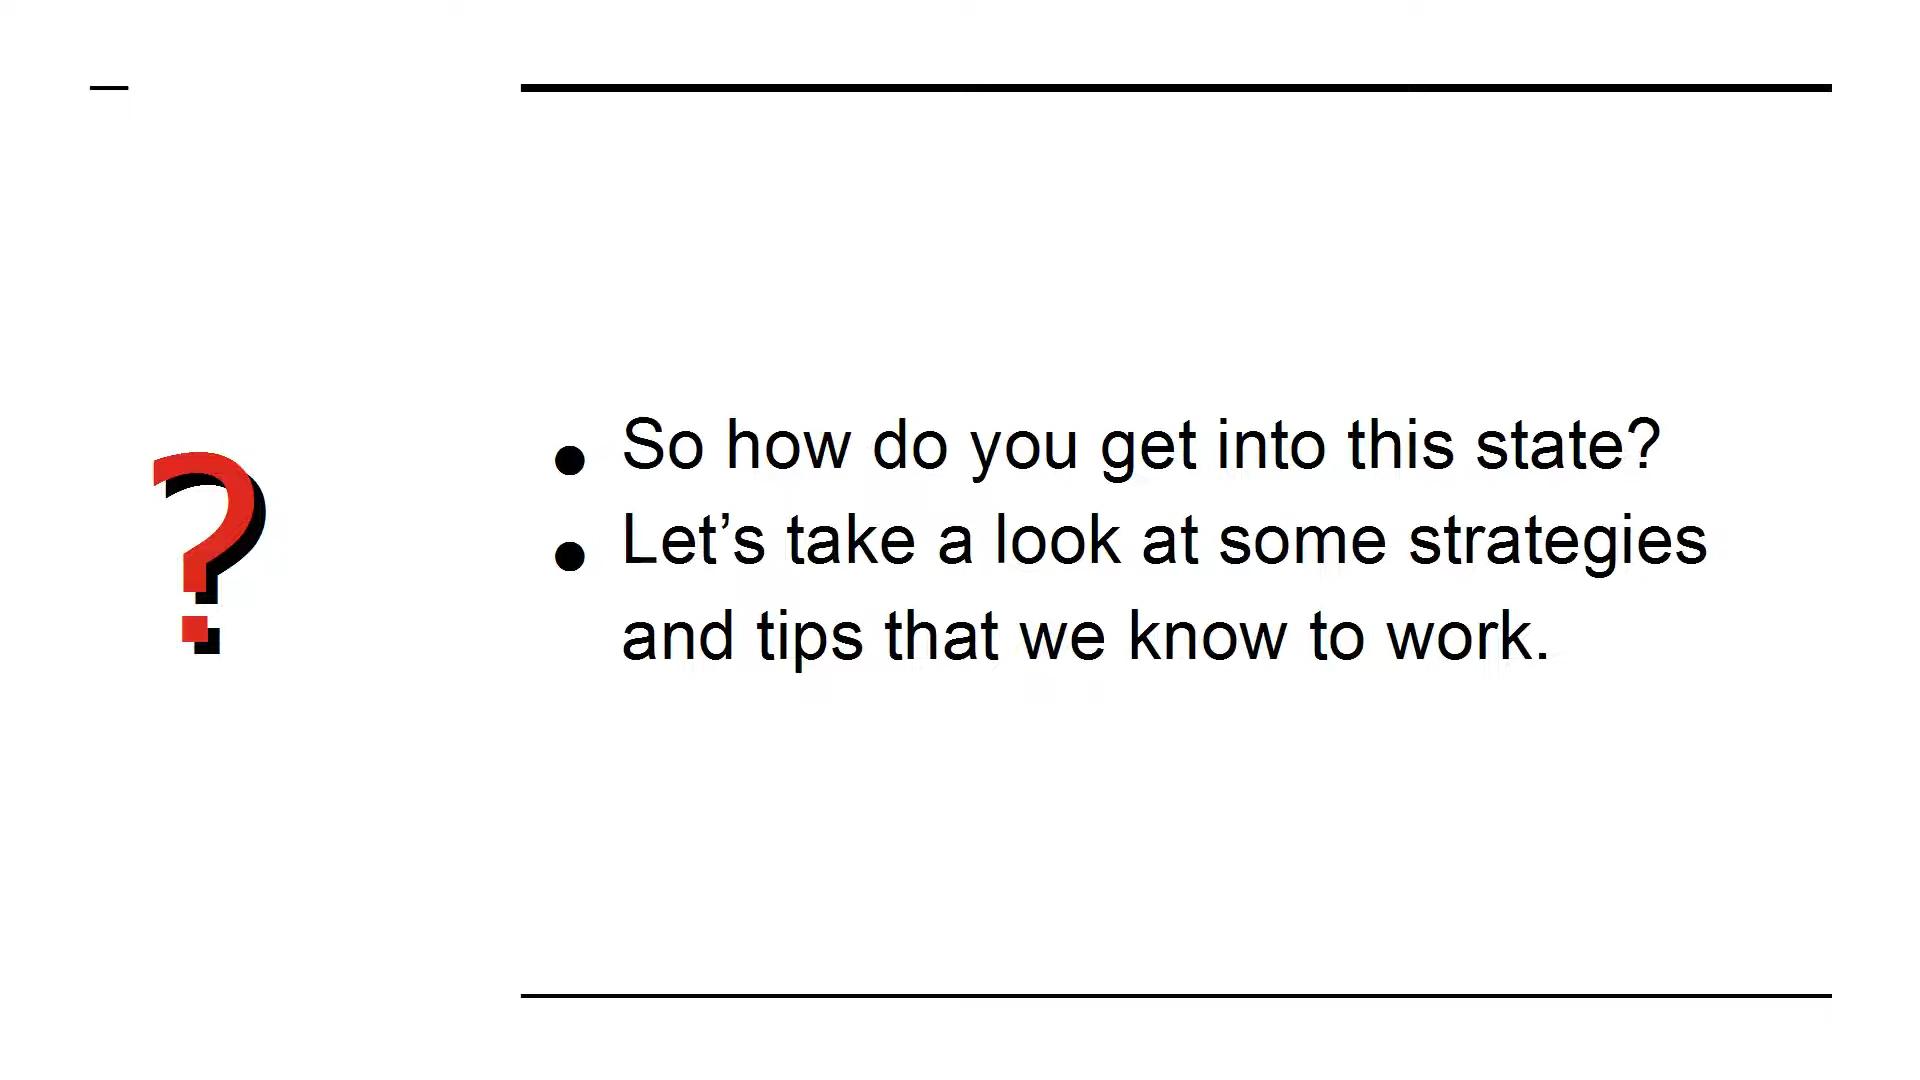 ?
● So how do you get into this state?
● Let’s take a look at some strategies
and tips that we know to work.